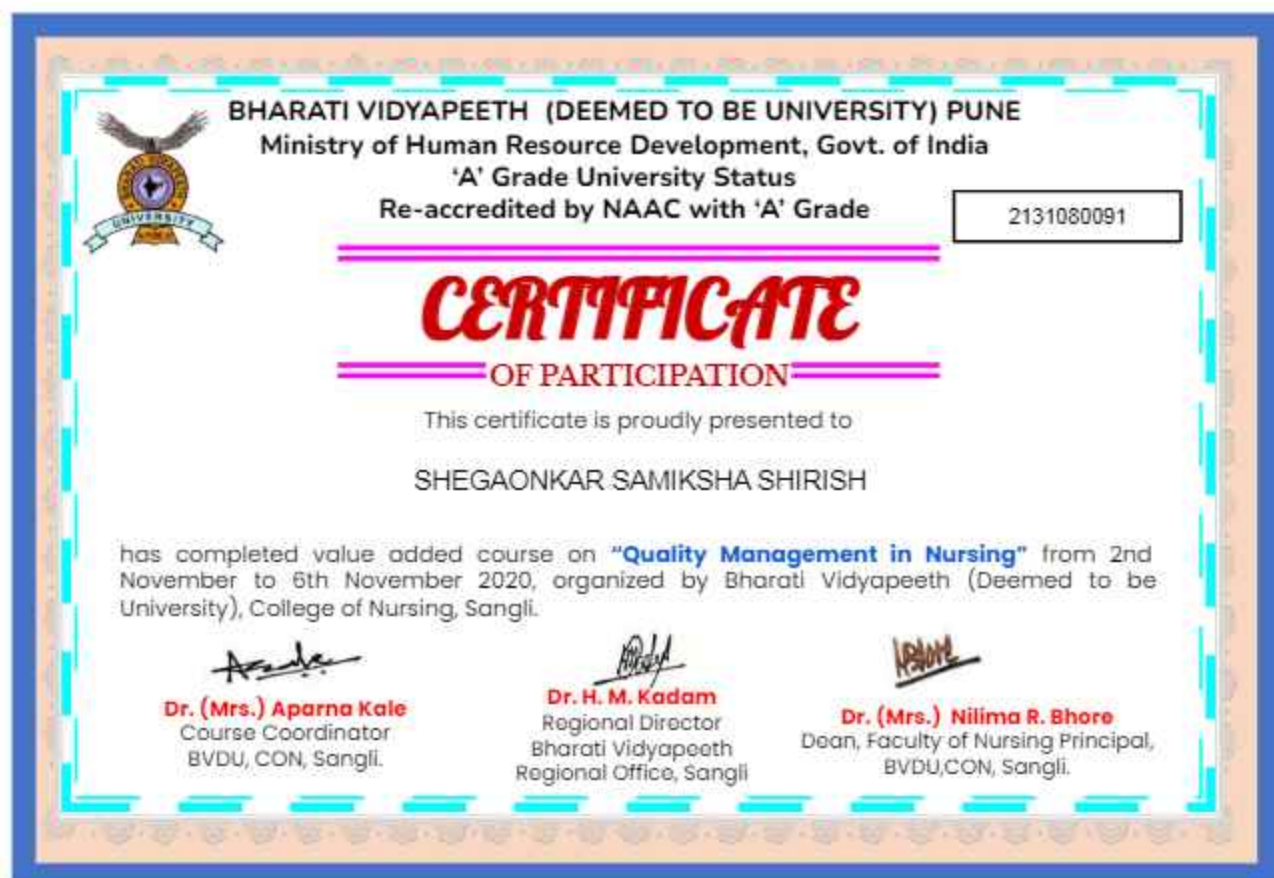 BHARATI VIDYAPEETH (DEEMED TO BE UNIVERSITY) PUNE
Ministry of Human Resource Development, Govt. of India
‘A’ Grade University Status
Re-accredited by NAAC with ‘A’ Grade
2131080091
BHARATI VIDYAPEETH
UNIVERSITY
CERTIFICATE
OF PARTICIPATION
This certificate is proudly presented to
SHEGAONKAR SAMIKSHA SHIRISH
has completed value added course on “Quality Management in Nursing” from 2nd
November to 6th November 2020, organized by Bharati Vidyapeeth (Deemed to be
University), College of Nursing, Sangli.
Dr. (Mrs.) Aparna Kale
Course Coordinator
BVDU, CON, Sangli.
Dr. H. M. Kadam
Regional Director
Bharati Vidyapeeth
Regional Office, Sangli
Dr. (Mrs.) Nilima R. Bhore
Dean, Faculty of Nursing Principal,
BVDU,CON, Sangli.